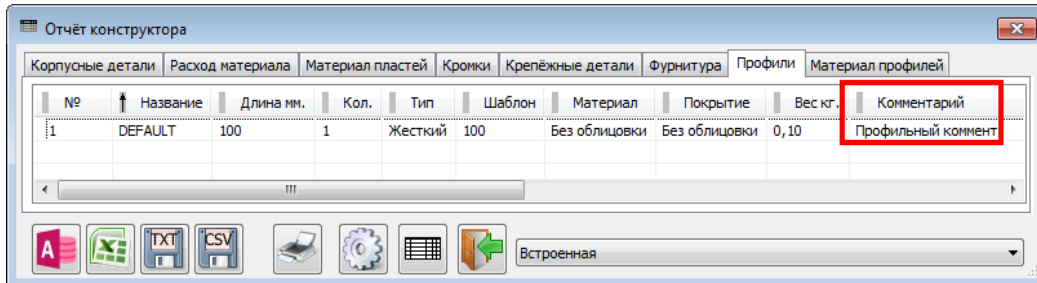 Отчёт конструктора
Корпусные детали Расход материала Материал пластей Кромки Крепёжные детали Фурнитура Профили Материал профилей
№ Название Длина мм. Кол. Тип Шаблон Материал Покрытие Вес кг. Комментарий
1 DEFAULT 100 1 Жесткий 100 Без облицовки Без облицовки 0,10 Профильный коммент
A TXT CSV Встроенная